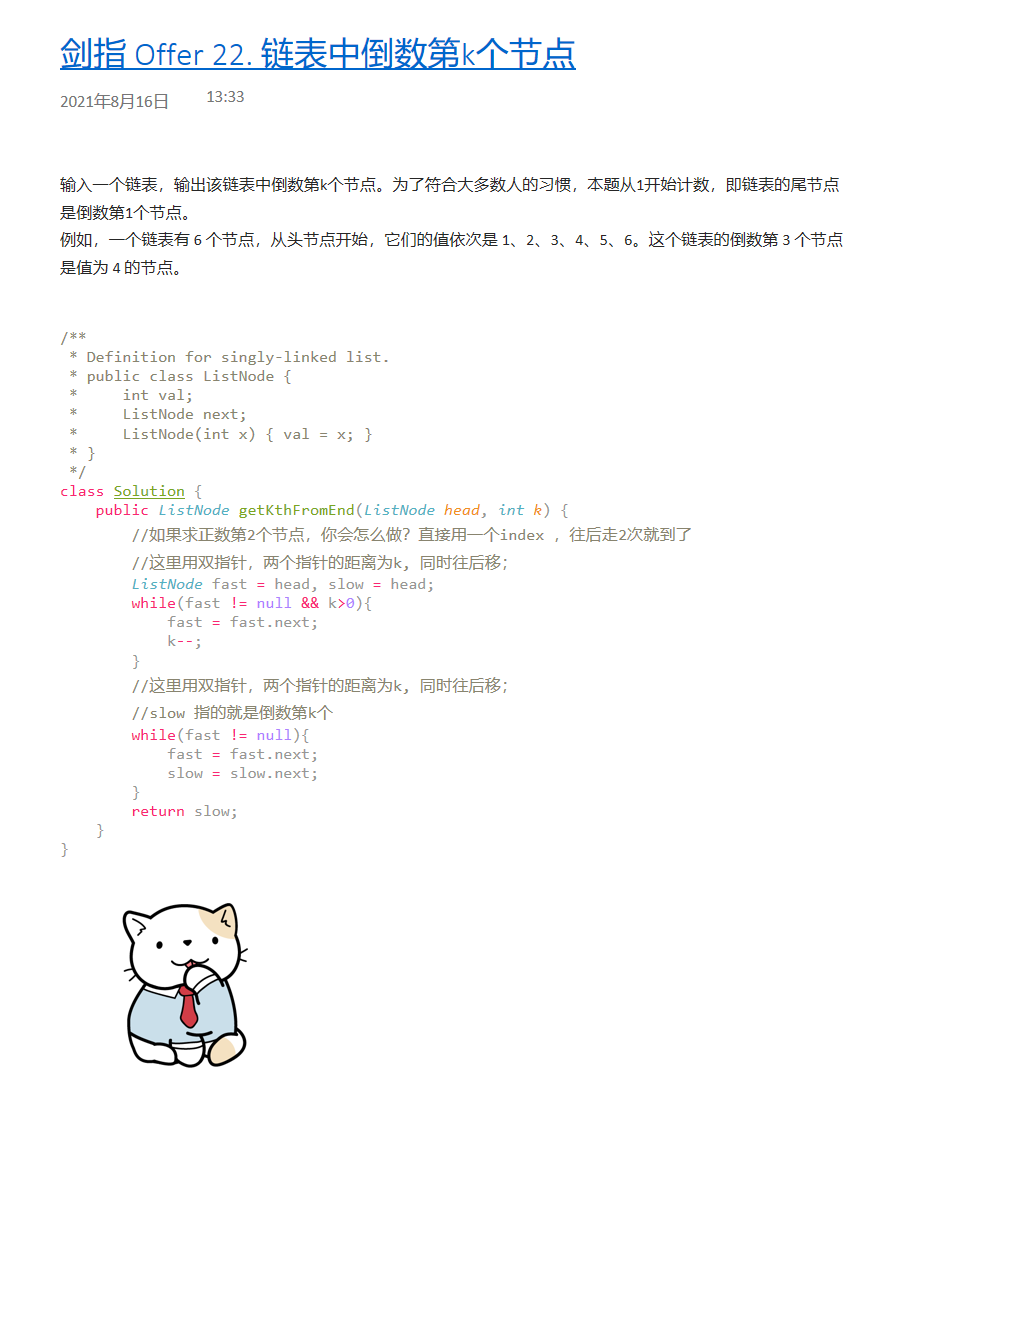 剑指 Offer 22. 链表中倒数第k个节点
2021年8月16日 13:33
输入一个链表，输出该链表中倒数第k个节点。为了符合大多数人的习惯，本题从1开始计数，即链表的尾节点
是倒数第1个节点。
例如，一个链表有 6 个节点，从头节点开始，它们的值依次是 1、2、3、4、5、6。这个链表的倒数第 3 个节点
是值为 4 的节点。
/**
 * Definition for singly-linked list.
 * public class ListNode {
 *     int val;
 *     ListNode next;
 *     ListNode(int x) { val = x; }
 * }
 */
class Solution {
    public ListNode getKthFromEnd(ListNode head, int k) {
        //如果求正数第2个节点，你会怎么做？直接用一个index ，往后走2次就到了
        //这里用双指针，两个指针的距离为k, 同时往后移；
        ListNode fast = head, slow = head;
        while(fast != null && k>0){
            fast = fast.next;
            k--;
        }
        //这里用双指针，两个指针的距离为k, 同时往后移；
        //slow 指的就是倒数第k个
        while(fast != null){
            fast = fast.next;
            slow = slow.next;
        }
        return slow;
    }
}